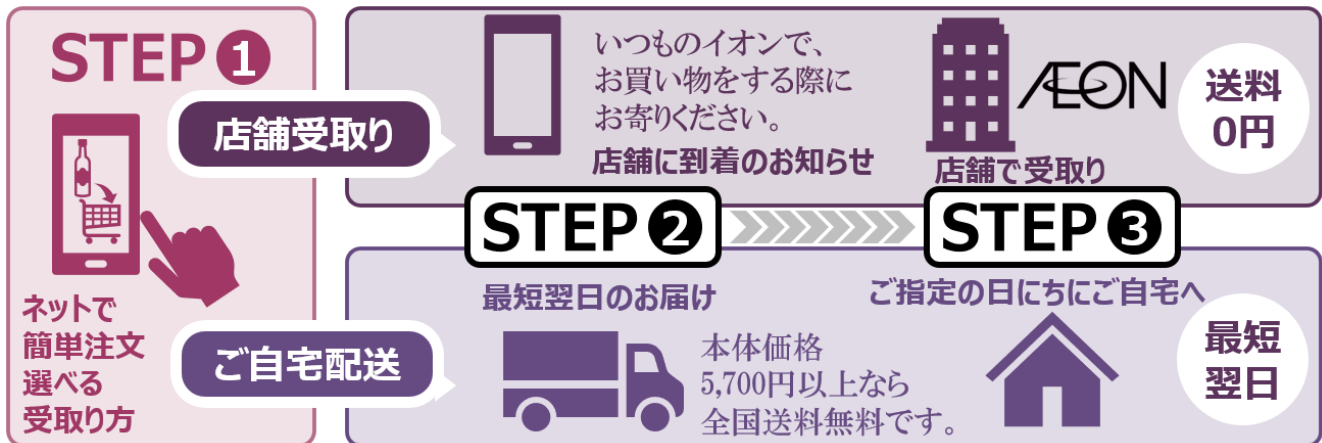 STEP❶
ネットで
簡単注文
選べる
受取り方
店舗受取り
いつものイオンで、
お買い物をする際に
お寄りください。
店舗に到着のお知らせ
ÆON
店舗で受取り
送料
0円
STEP❷
STEP❸
ご自宅配送
最短翌日のお届け
本体価格
5,700円以上なら
全国送料無料です。
ご指定の日にちにご自宅へ
最短
翌日